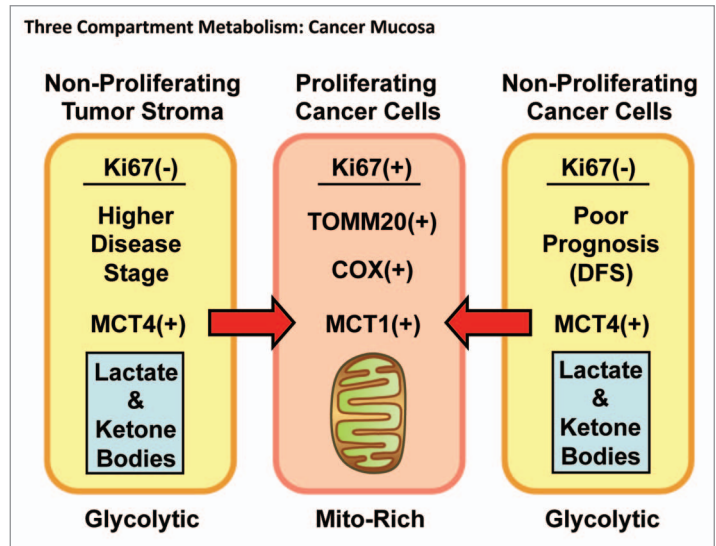 Three Compartment Metabolism: Cancer Mucosa
Non-Proliferating
Tumor Stroma
Ki67(-)
Higher
Disease
Stage
MCT4(+)
Lactate
&
Ketone
Bodies
Glycolytic
Proliferating
Cancer Cells
Ki67(+)
TOMM20(+)
COX(+)
MCT1(+)
Mito-Rich
Non-Proliferating
Cancer Cells
Ki67(-)
Poor
Prognosis
(DFS)
MCT4(+)
Lactate
&
Ketone
Bodies
Glycolytic